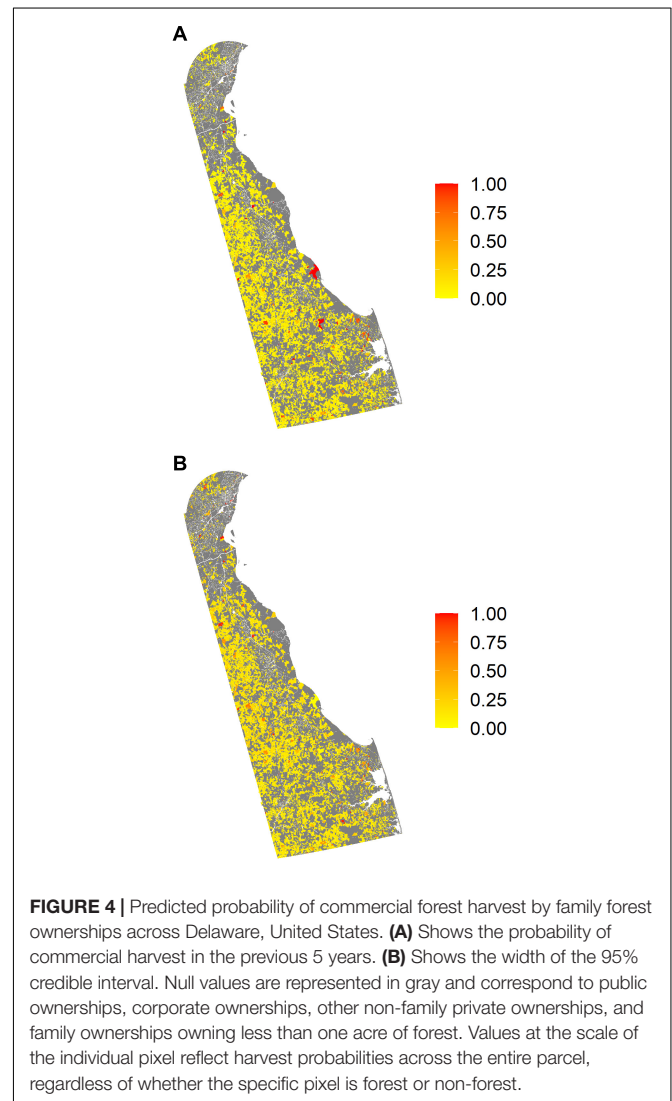 A
1.00
0.75
0.50
0.25
0.00
B
1.00
0.75
0.50
0.25
0.00
FIGURE 4 | Predicted probability of commercial forest harvest by family forest
ownerships across Delaware, United States. (A) Shows the probability of
commercial harvest in the previous 5 years. (B) Shows the width of the 95%
credible interval. Null values are represented in gray and correspond to public
ownerships, corporate ownerships, other non-family private ownerships, and
family ownerships owning less than one acre of forest. Values at the scale of
the individual pixel reflect harvest probabilities across the entire parcel,
regardless of whether the specific pixel is forest or non-forest.